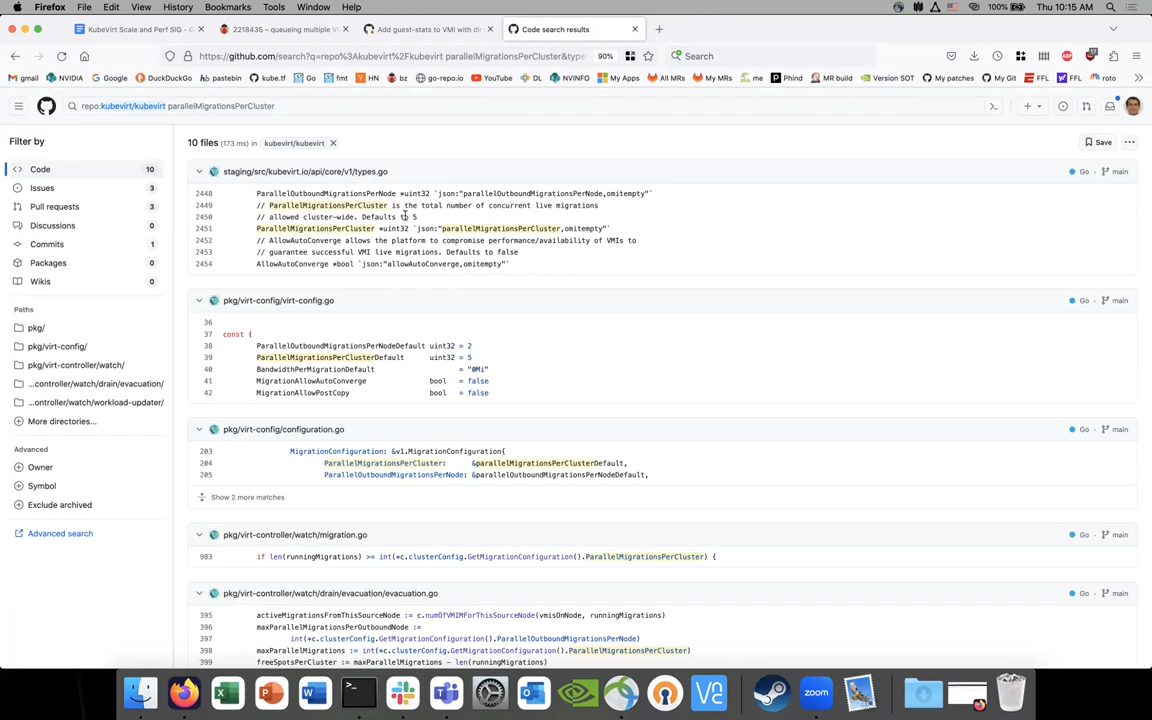 Firefox File Edit View History Bookmarks Tools Window Help 100% Thu 10:15 AM
KubeVirt Scale and Perf SIG - G 2218435 – queueing multiple VM Add guest-stats to VMI with dir Code search results
https://github.com/search?q=repo%3Akubevirt%2Fkubevirt parallelMigrationsPerCluster&type 90% Search
gmail NVIDIA Google DuckDuckGo pastebin kube.tf Go fmt HN bz go-repo.io YouTube DL NVINFO My Apps All MRs My MRs me Phind MR build Version SOT My patches My Git FFL FFL roto
repo:kubevirt/kubevirt parallelMigrationsPerCluster
Filter by
Code 10
Issues 3
Pull requests 3
Discussions 0
Commits 1
Packages 0
Wikis 0
Paths
pkg/
pkg/virt-config/
pkg/virt-controller/watch/
...controller/watch/drain/evacuation/
...ontroller/watch/workload-updater/
More directories...
Advanced
Owner
Symbol
Exclude archived
Advanced search
10 files (173 ms) in kubevirt/kubevirt
Save
staging/src/kubevirt.io/api/core/v1/types.go Go · main
2448 ParallelOutboundMigrationsPerNode *uint32 `json:"parallelOutboundMigrationsPerNode,omitempty"`
2449 // ParallelMigrationsPerCluster is the total number of concurrent live migrations
2450 // allowed cluster-wide. Defaults to 5
2451 ParallelMigrationsPerCluster *uint32 `json:"parallelMigrationsPerCluster,omitempty"`
2452 // AllowAutoConverge allows the platform to compromise performance/availability of VMIs to
2453 // guarantee successful VMI live migrations. Defaults to false
2454 AllowAutoConverge *bool `json:"allowAutoConverge,omitempty"`
pkg/virt-config/virt-config.go Go · main
36
37 const (
38 ParallelOutboundMigrationsPerNodeDefault uint32 = 2
39 ParallelMigrationsPerClusterDefault uint32 = 5
40 BandwidthPerMigrationDefault = "0Mi"
41 MigrationAllowAutoConverge bool = false
42 MigrationAllowPostCopy bool = false
pkg/virt-config/configuration.go Go · main
203 MigrationConfiguration: &v1.MigrationConfiguration{
204 ParallelMigrationsPerCluster: &parallelMigrationsPerClusterDefault,
205 ParallelOutboundMigrationsPerNode: &parallelOutboundMigrationsPerNodeDefault,
Show 2 more matches
pkg/virt-controller/watch/migration.go Go · main
983 if len(runningMigrations) >= int(*c.clusterConfig.GetMigrationConfiguration().ParallelMigrationsPerCluster) {
pkg/virt-controller/watch/drain/evacuation/evacuation.go Go · main
395 activeMigrationsFromThisSourceNode := c.numOfVMIMForThisSourceNode(vmisOnNode, runningMigrations)
396 maxParallelMigrationsPerOutboundNode :=
397 int(*c.clusterConfig.GetMigrationConfiguration().ParallelOutboundMigrationsPerNode)
398 maxParallelMigrations := int(*c.clusterConfig.GetMigrationConfiguration().ParallelMigrationsPerCluster)
399 freeSpotsPerCluster := maxParallelMigrations - len(runningMigrations)
zoom